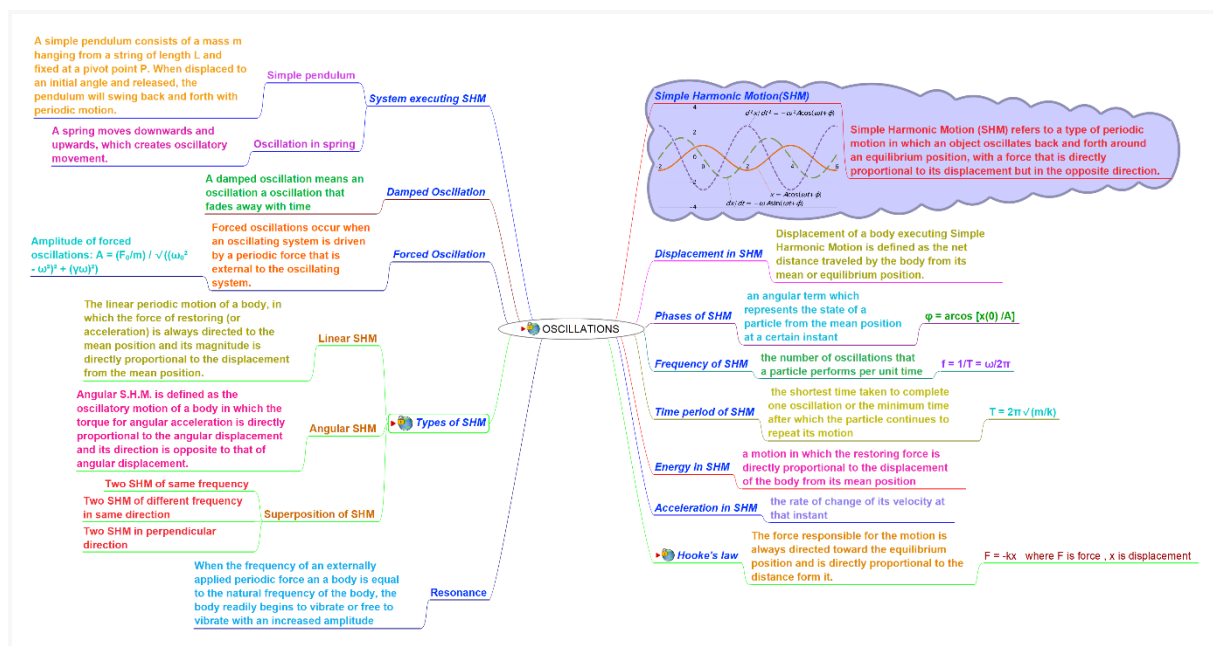 OSCILLATIONS
Simple Harmonic Motion(SHM)
4
d²x/dt² = −ω²Acos(ωt+ϕ)
2
-2
0
2
4
6
−2
x = Acos(ωt+ϕ)
−4
dx/dt = −ωAsin(ωt+ϕ)
Simple Harmonic Motion (SHM) refers to a type of periodic
motion in which an object oscillates back and forth around
an equilibrium position, with a force that is directly
proportional to its displacement but in the opposite direction.
Displacement in SHM
Displacement of a body executing Simple
Harmonic Motion is defined as the net
distance traveled by the body from its
mean or equilibrium position.
Phases of SHM
an angular term which
represents the state of a
particle from the mean position
at a certain instant
φ = arcos [x(0) /A]
Frequency of SHM
the number of oscillations that
a particle performs per unit time
f = 1/T = ω/2π
Time period of SHM
the shortest time taken to complete
one oscillation or the minimum time
after which the particle continues to
repeat its motion
T = 2π√(m/k)
Energy in SHM
a motion in which the restoring force is
directly proportional to the displacement
of the body from its mean position
Acceleration in SHM
the rate of change of its velocity at
that instant
Hooke's law
The force responsible for the motion is
always directed toward the equilibrium
position and is directly proportional to the
distance form it.
F = -kx where F is force , x is displacement
System executing SHM
Simple pendulum
A simple pendulum consists of a mass m
hanging from a string of length L and
fixed at a pivot point P. When displaced to
an initial angle and released, the
pendulum will swing back and forth with
periodic motion.
Oscillation in spring
A spring moves downwards and
upwards, which creates oscillatory
movement.
Damped Oscillation
A damped oscillation means an
oscillation a oscillation that
fades away with time
Forced Oscillation
Forced oscillations occur when
an oscillating system is driven
by a periodic force that is
external to the oscillating
system.
Amplitude of forced
oscillations: A = (F₀/m) / √((ω₀²
- ω²)² + (γω)²)
Types of SHM
Linear SHM
The linear periodic motion of a body, in
which the force of restoring (or
acceleration) is always directed to the
mean position and its magnitude is
directly proportional to the displacement
from the mean position.
Angular SHM
Angular S.H.M. is defined as the
oscillatory motion of a body in which the
torque for angular acceleration is directly
proportional to the angular displacement
and its direction is opposite to that of
angular displacement.
Superposition of SHM
Two SHM of same frequency
Two SHM of different frequency
in same direction
Two SHM in perpendicular
direction
Resonance
When the frequency of an externally
applied periodic force an a body is equal
to the natural frequency of the body, the
body readily begins to vibrate or free to
vibrate with an increased amplitude